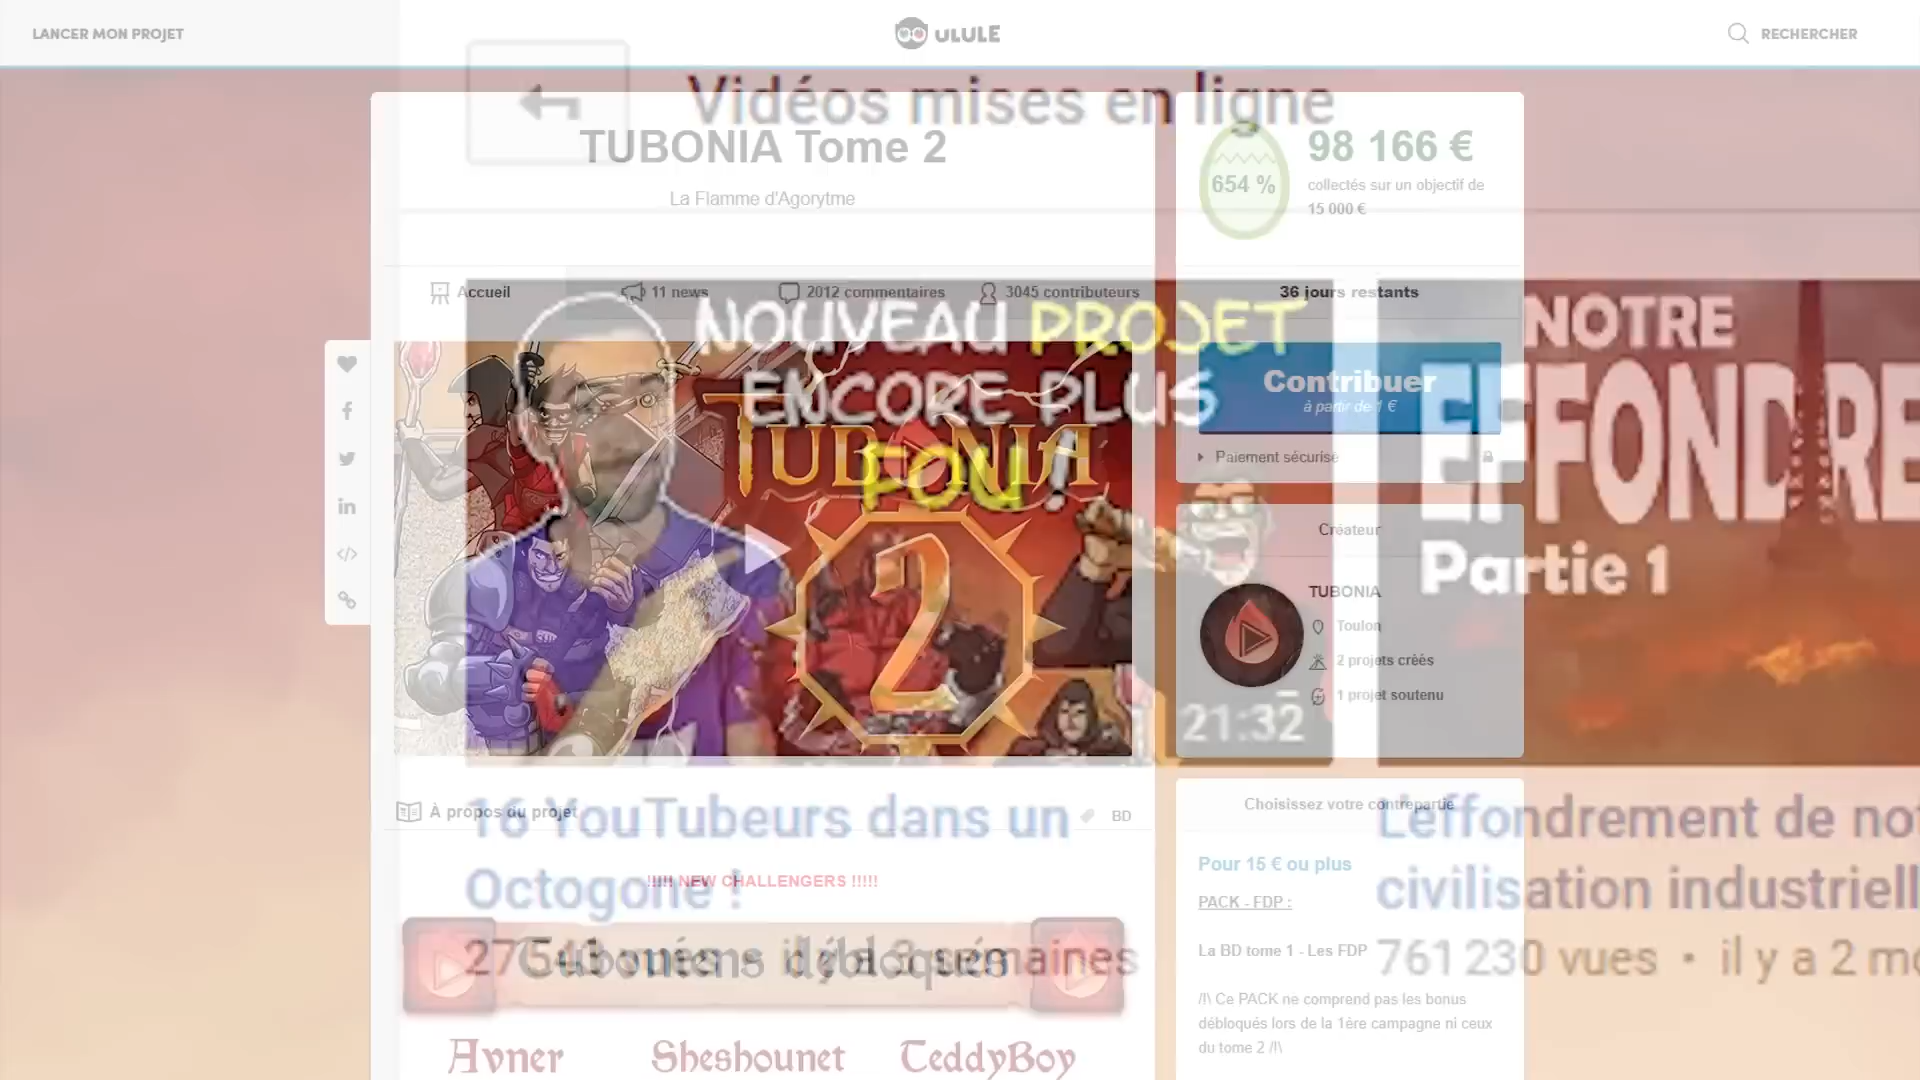 LANCER MON PROJET
ULULE
RECHERCHER
Vidéos mises en ligne
TUBONIA Tome 2
La Flamme d'Agorytme
98 166 €
654 %
collectés sur un objectif de
15 000 €
Accueil
11 news
2012 commentaires
3045 contributeurs
36 jours restants
NOUVEAU PROJET
ENCORE PLUS
FOU !
TUBONIA
2
21:32
Contribuer
à partir de 1 €
Paiement sécurisé
NOTRE
EFFONDRE
Partie 1
Créateur
TUBONIA
Toulon
2 projets créés
1 projet soutenu
À propos du projet
BD
16 YouTubeurs dans un
Octogone !
!!!!! NEW CHALLENGERS !!!!!
Tuboniens débloqués
semaines
Avner
Sheshounet
TeddyBoy
Choisissez votre contrepartie
Pour 15 € ou plus
PACK - FDP :
La BD tome 1 - Les FDP
/!\ Ce PACK ne comprend pas les bonus
débloqués lors de la 1ère campagne ni ceux
du tome 2 /!\
L'effondrement de not
civilisation industriell
761 230 vues • il y a 2 mo